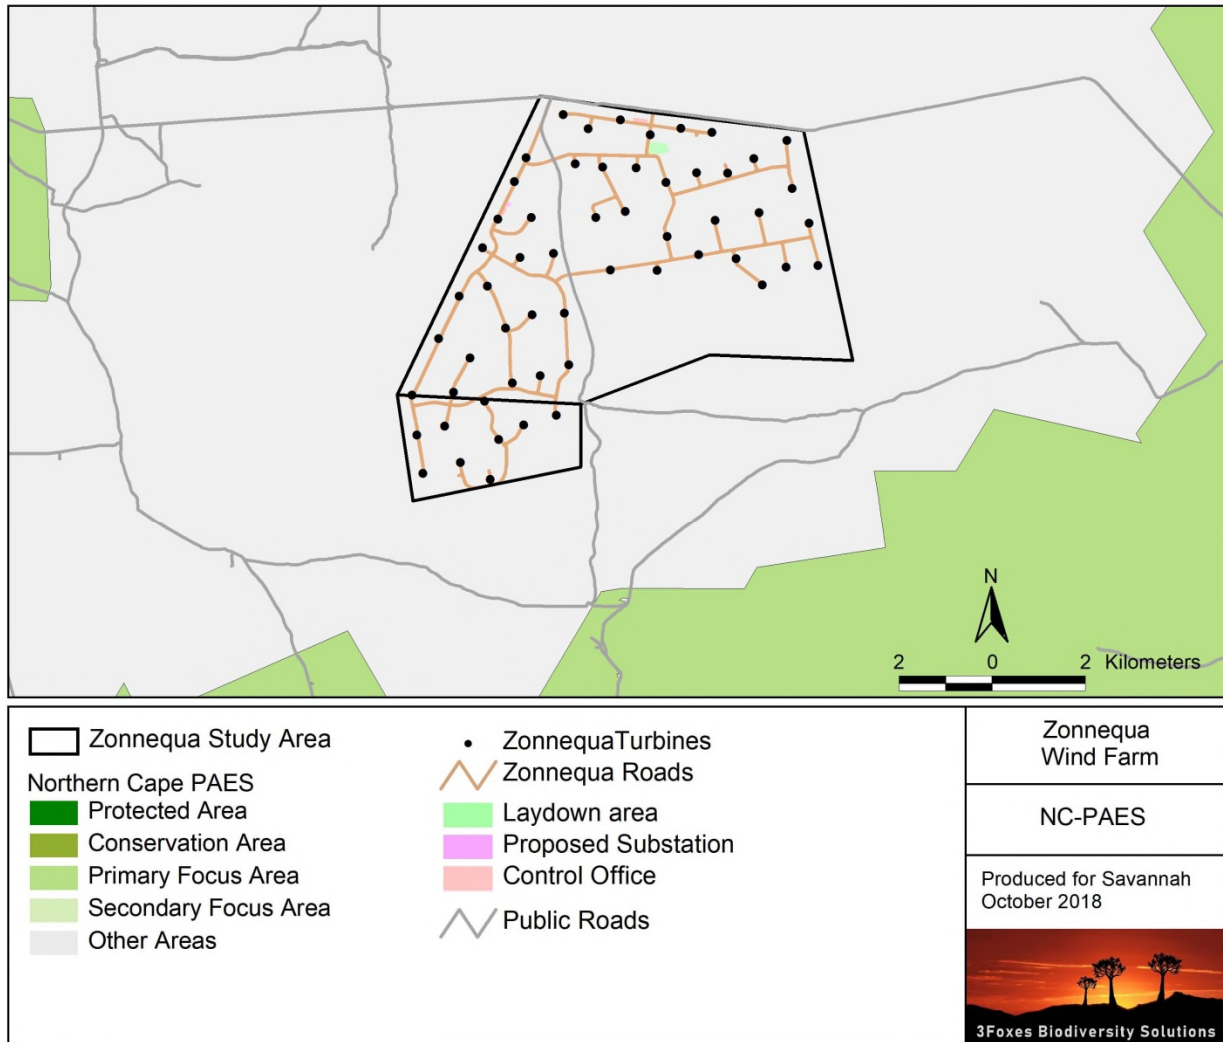 N
2 0 2 Kilometers
Zonnequa Study Area
Northern Cape PAES
Protected Area
Conservation Area
Primary Focus Area
Secondary Focus Area
Other Areas
ZonnequaTurbines
Zonnequa Roads
Laydown area
Proposed Substation
Control Office
Public Roads
Zonnequa
Wind Farm
NC-PAES
Produced for Savannah
October 2018
3Foxes Biodiversity Solutions